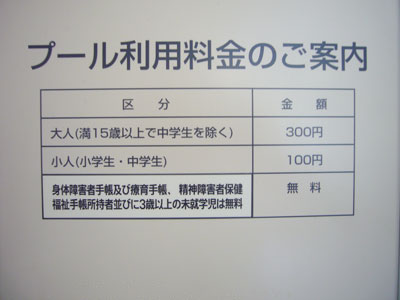 プール利用料金のご案内
区 分 金 額
大人(満15歳以上で中学生を除く) 300円
小人(小学生・中学生) 100円
身体障害者手帳及び療育手帳、精神障害者保健 無 料
福祉手帳所持者並びに3歳以上の未就学児は無料